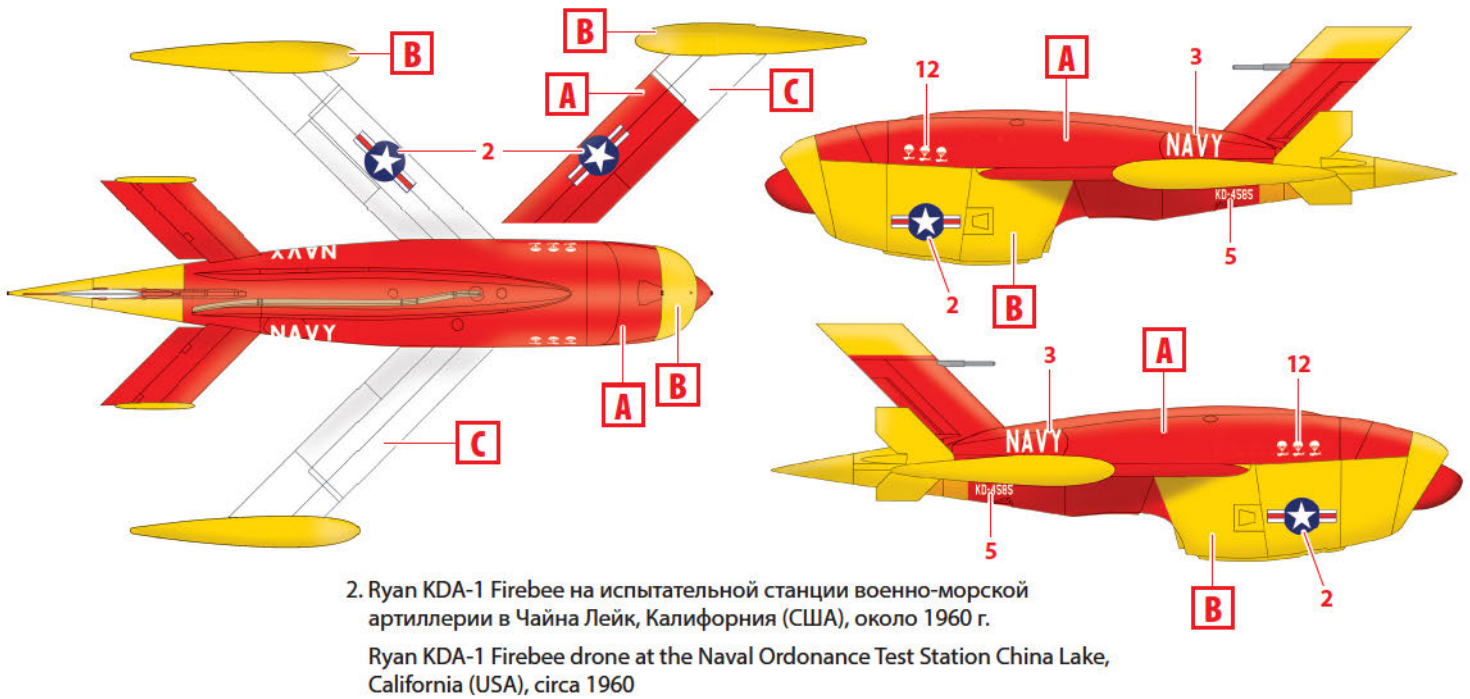 B
B
A
C
2
NAVY
NAVY
A
B
C
12
A
3
NAVY
KD-4585
5
2
B
3
A
12
NAVY
KD-4585
5
B
2
2. Ryan KDA-1 Firebee на испытательной станции военно-морской
артиллерии в Чайна Лейк, Калифорния (США), около 1960 г.
Ryan KDA-1 Firebee drone at the Naval Ordonance Test Station China Lake,
California (USA), circa 1960